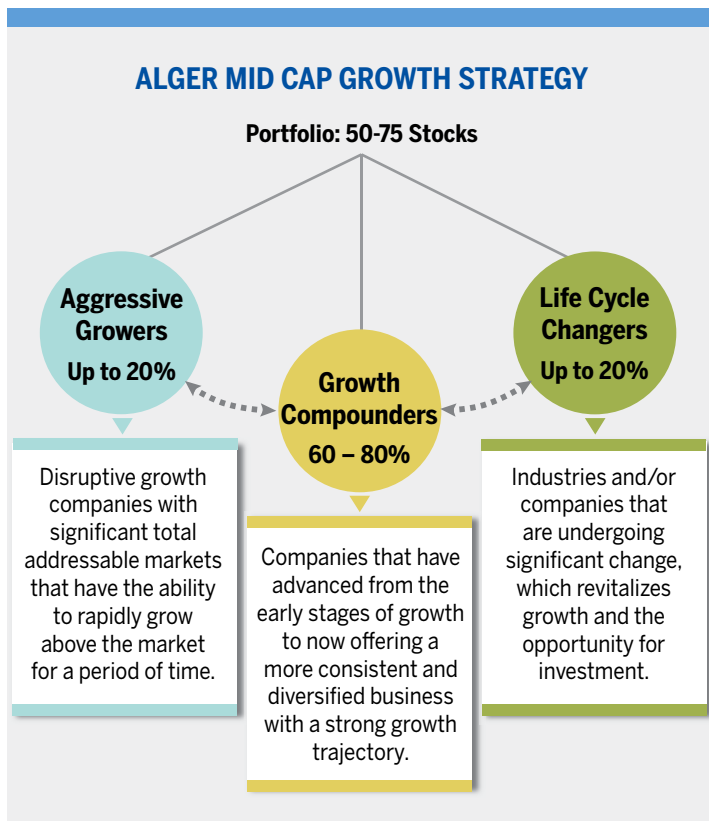 ALGER MID CAP GROWTH STRATEGY
Portfolio: 50-75 Stocks
Aggressive
Growers
Up to 20%
Growth
Compounders
60 – 80%
Life Cycle
Changers
Up to 20%
Disruptive growth
companies with
significant total
addressable markets
that have the ability
to rapidly grow
above the market
for a period of time.
Companies that have
advanced from the
early stages of growth
to now offering a
more consistent and
diversified business
with a strong growth
trajectory.
Industries and/or
companies that
are undergoing
significant change,
which revitalizes
growth and the
opportunity for
investment.